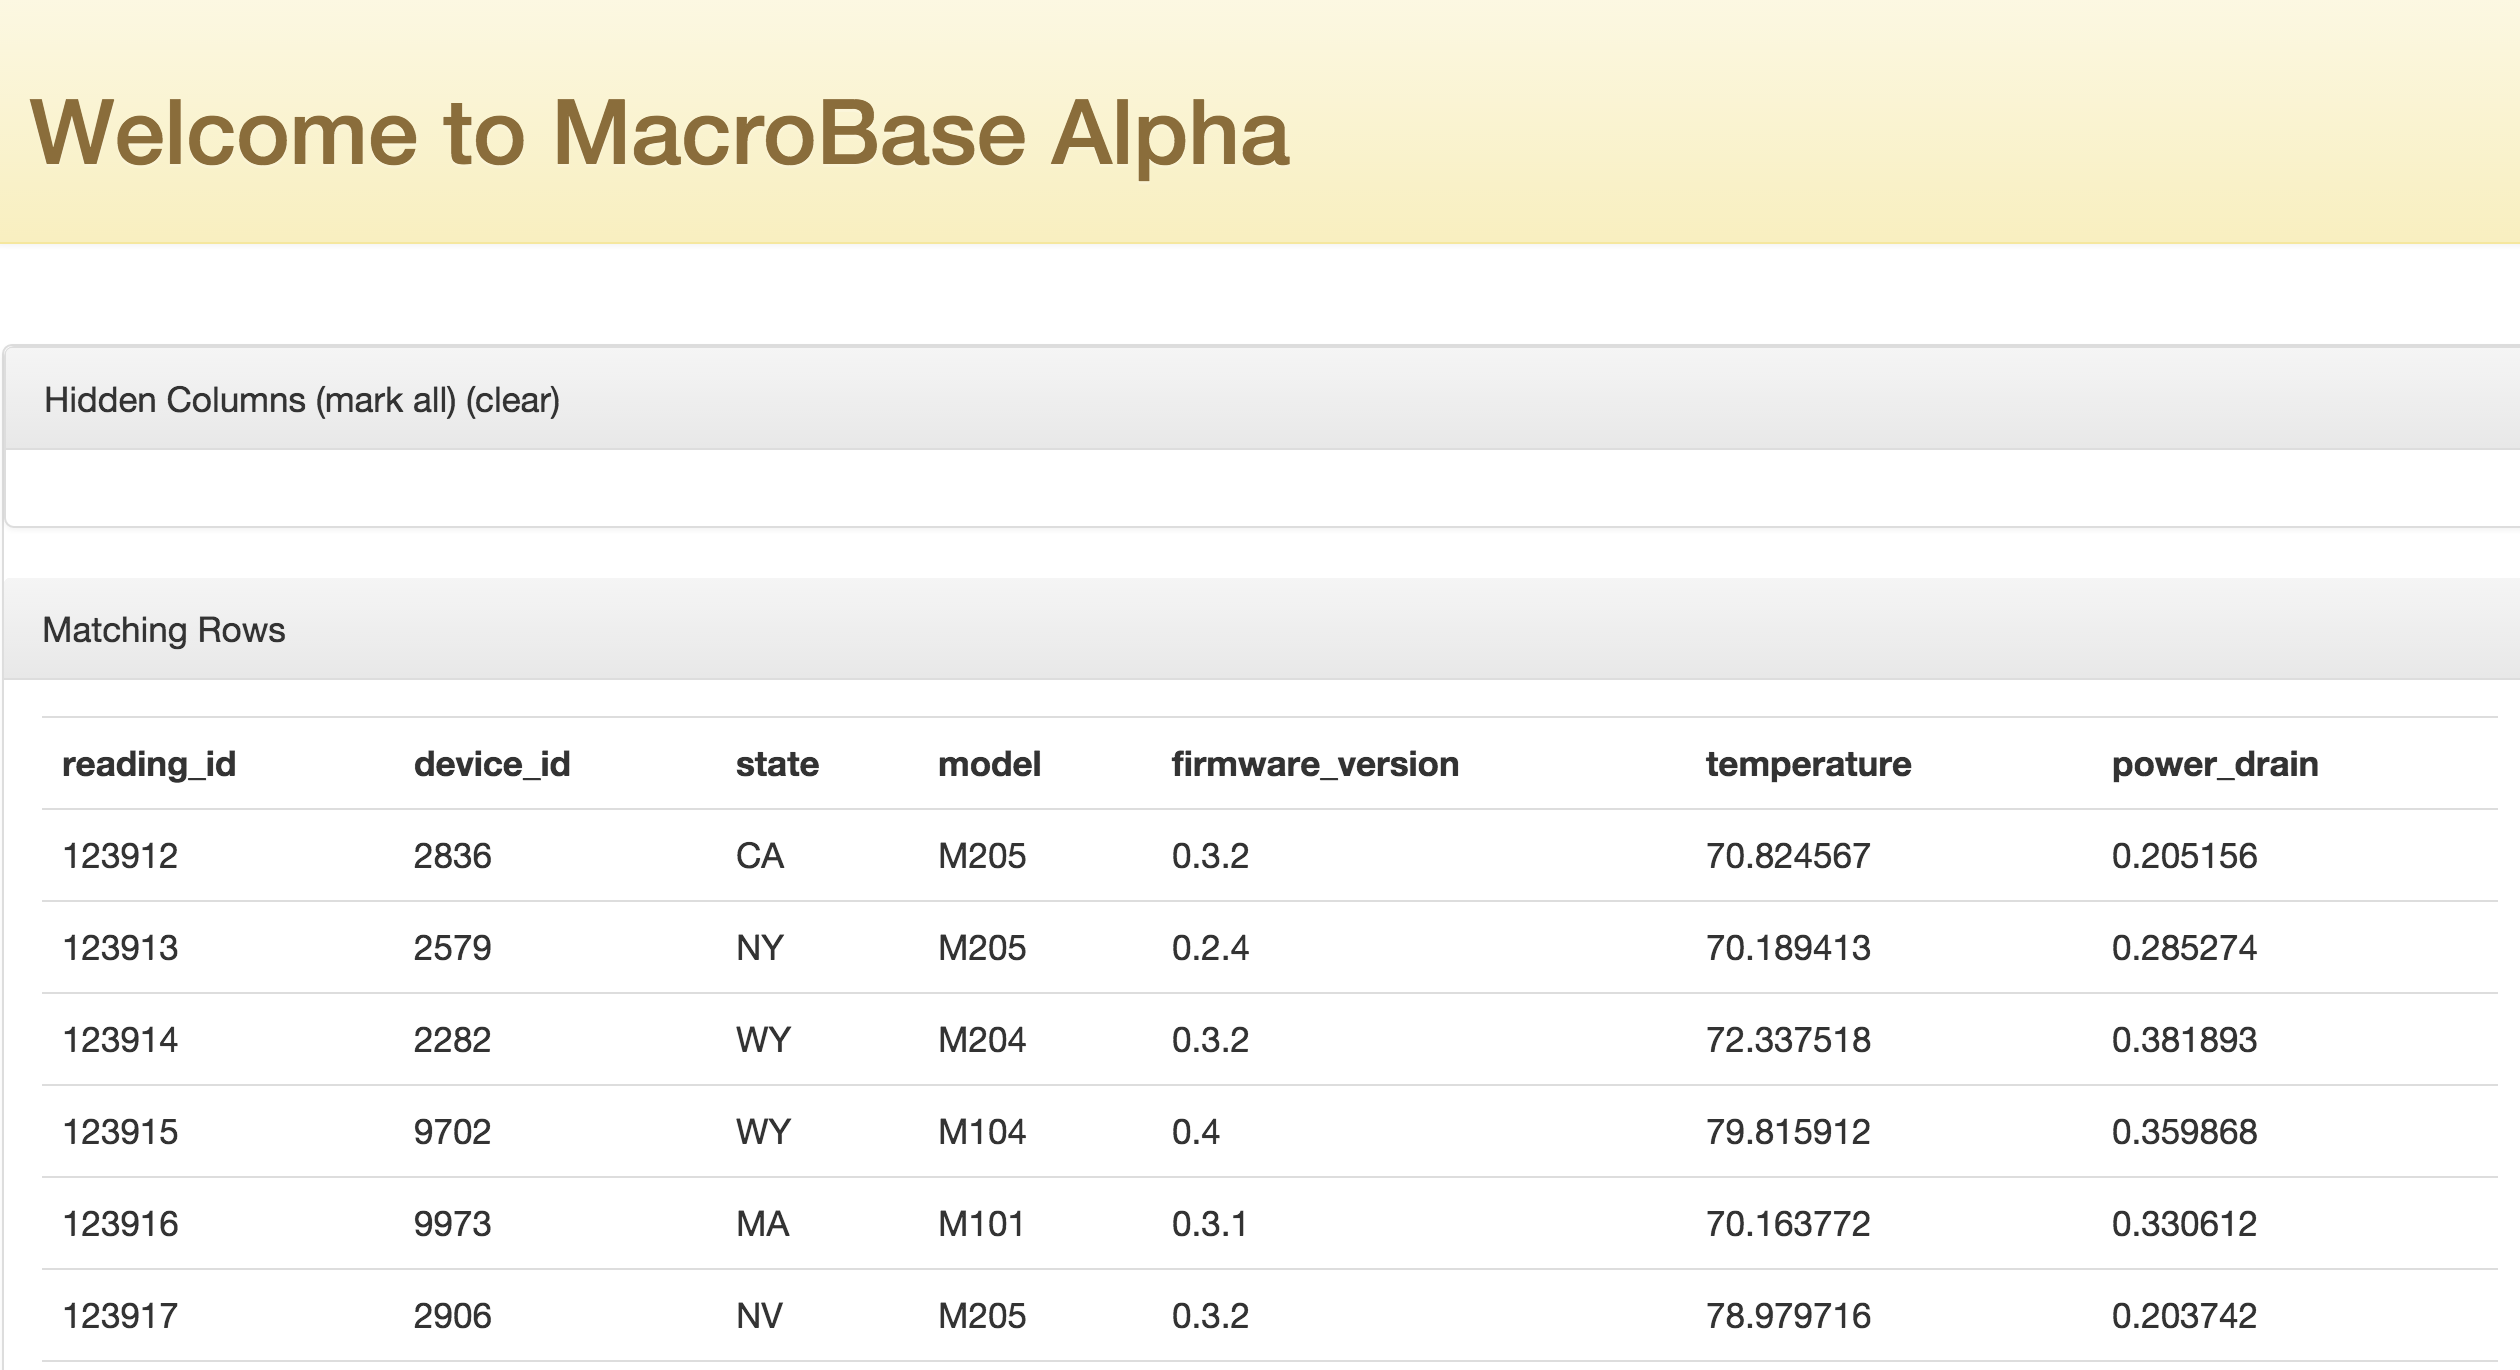 Welcome to MacroBase Alpha
Hidden Columns (mark all) (clear)
Matching Rows
reading_id device_id state model firmware_version temperature power_drain
123912 2836 CA M205 0.3.2 70.824567 0.205156
123913 2579 NY M205 0.2.4 70.189413 0.285274
123914 2282 WY M204 0.3.2 72.337518 0.381893
123915 9702 WY M104 0.4 79.815912 0.359868
123916 9973 MA M101 0.3.1 70.163772 0.330612
123917 2906 NV M205 0.3.2 78.979716 0.203742